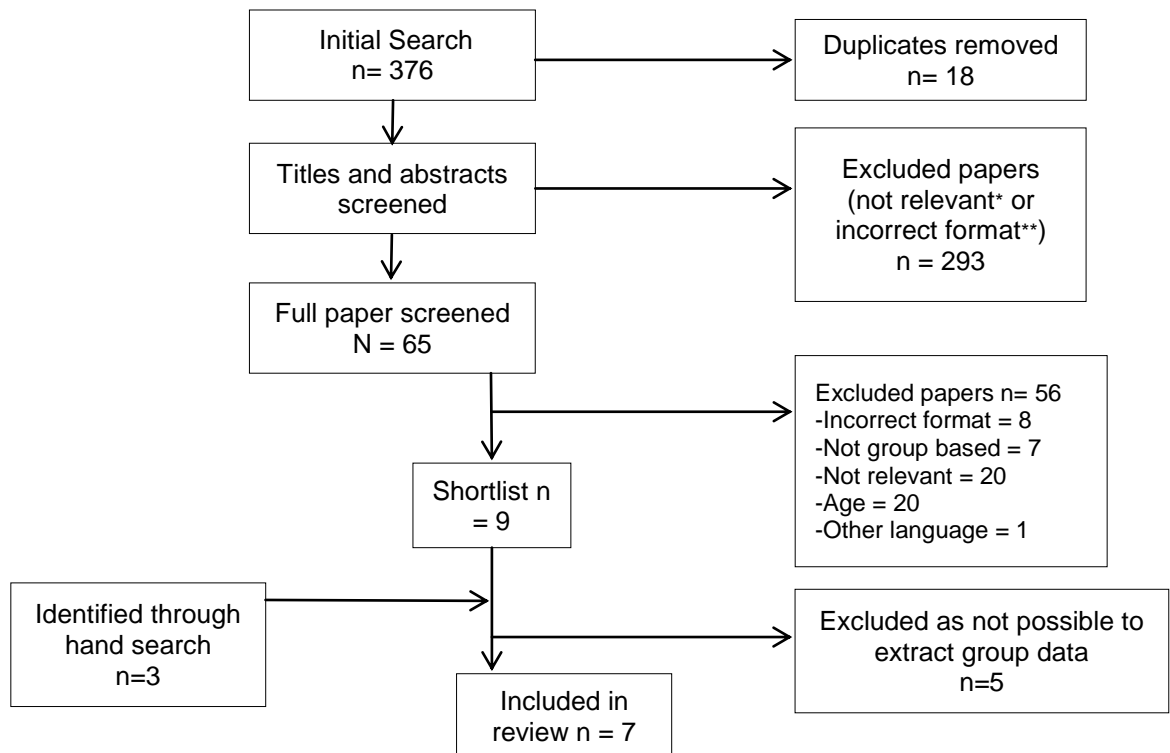 Initial Search
n= 376
Duplicates removed
n= 18
Titles and abstracts
screened
Excluded papers
(not relevant* or
incorrect format**)
n = 293
Full paper screened
N = 65
Excluded papers n= 56
-Incorrect format = 8
-Not group based = 7
-Not relevant = 20
-Age = 20
-Other language = 1
Shortlist n
= 9
Identified through
hand search
n=3
Excluded as not possible to
extract group data
n=5
Included in
review n = 7